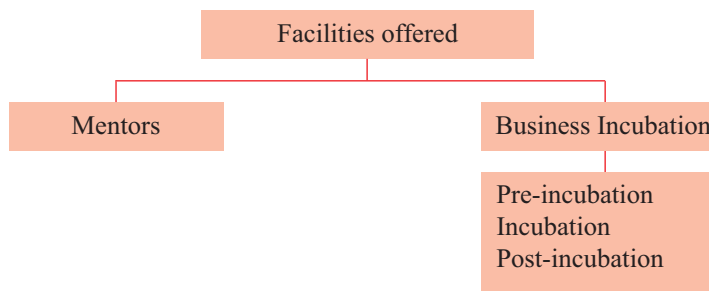 Facilities offered
Mentors
Business Incubation
Pre-incubation
Incubation
Post-incubation